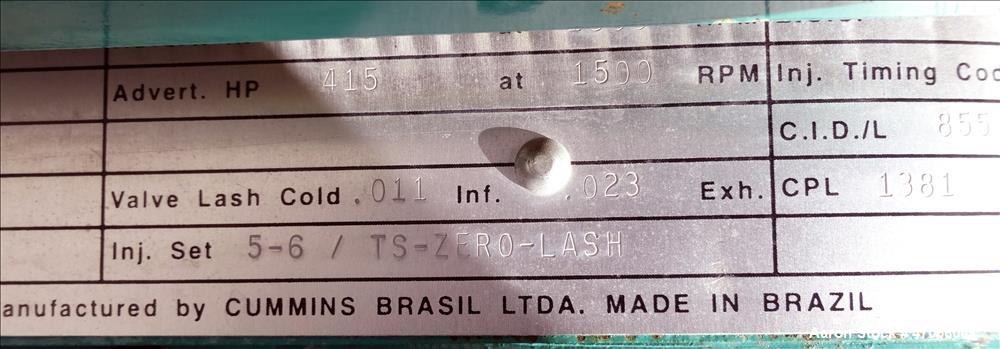 Advert. HP 415 at 1500 RPM Inj. Timing Cod
C.I.D./L 855
Valve Lash Cold .011 Inf. .023 Exh. CPL 1381
Inj. Set 5-6 / TS-ZERO-LASH
anufactured by CUMMINS BRASIL LTDA. MADE IN BRAZIL